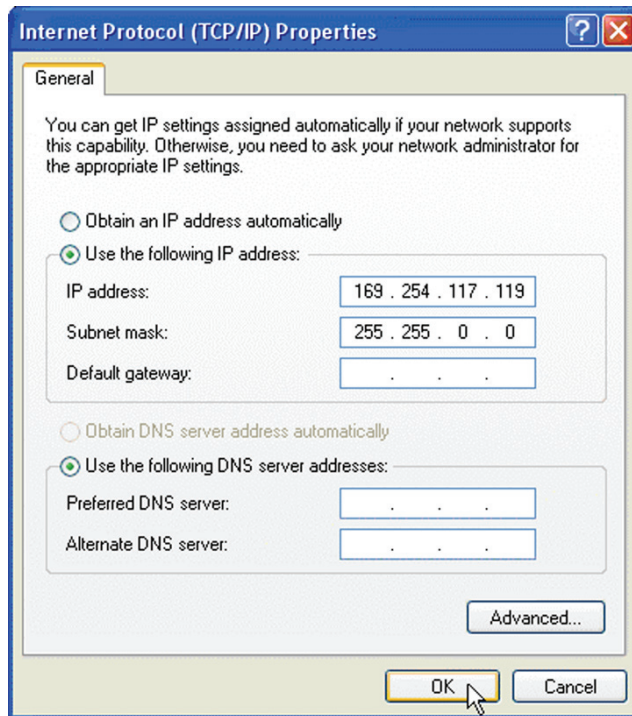 Internet Protocol (TCP/IP) Properties
General
You can get IP settings assigned automatically if your network supports
this capability. Otherwise, you need to ask your network administrator for
the appropriate IP settings.
Obtain an IP address automatically
Use the following IP address:
IP address: 169 . 254 . 117 . 119
Subnet mask: 255 . 255 . 0 . 0
Default gateway: . . .
Obtain DNS server address automatically
Use the following DNS server addresses:
Preferred DNS server: . . .
Alternate DNS server: . . .
Advanced...
OK Cancel